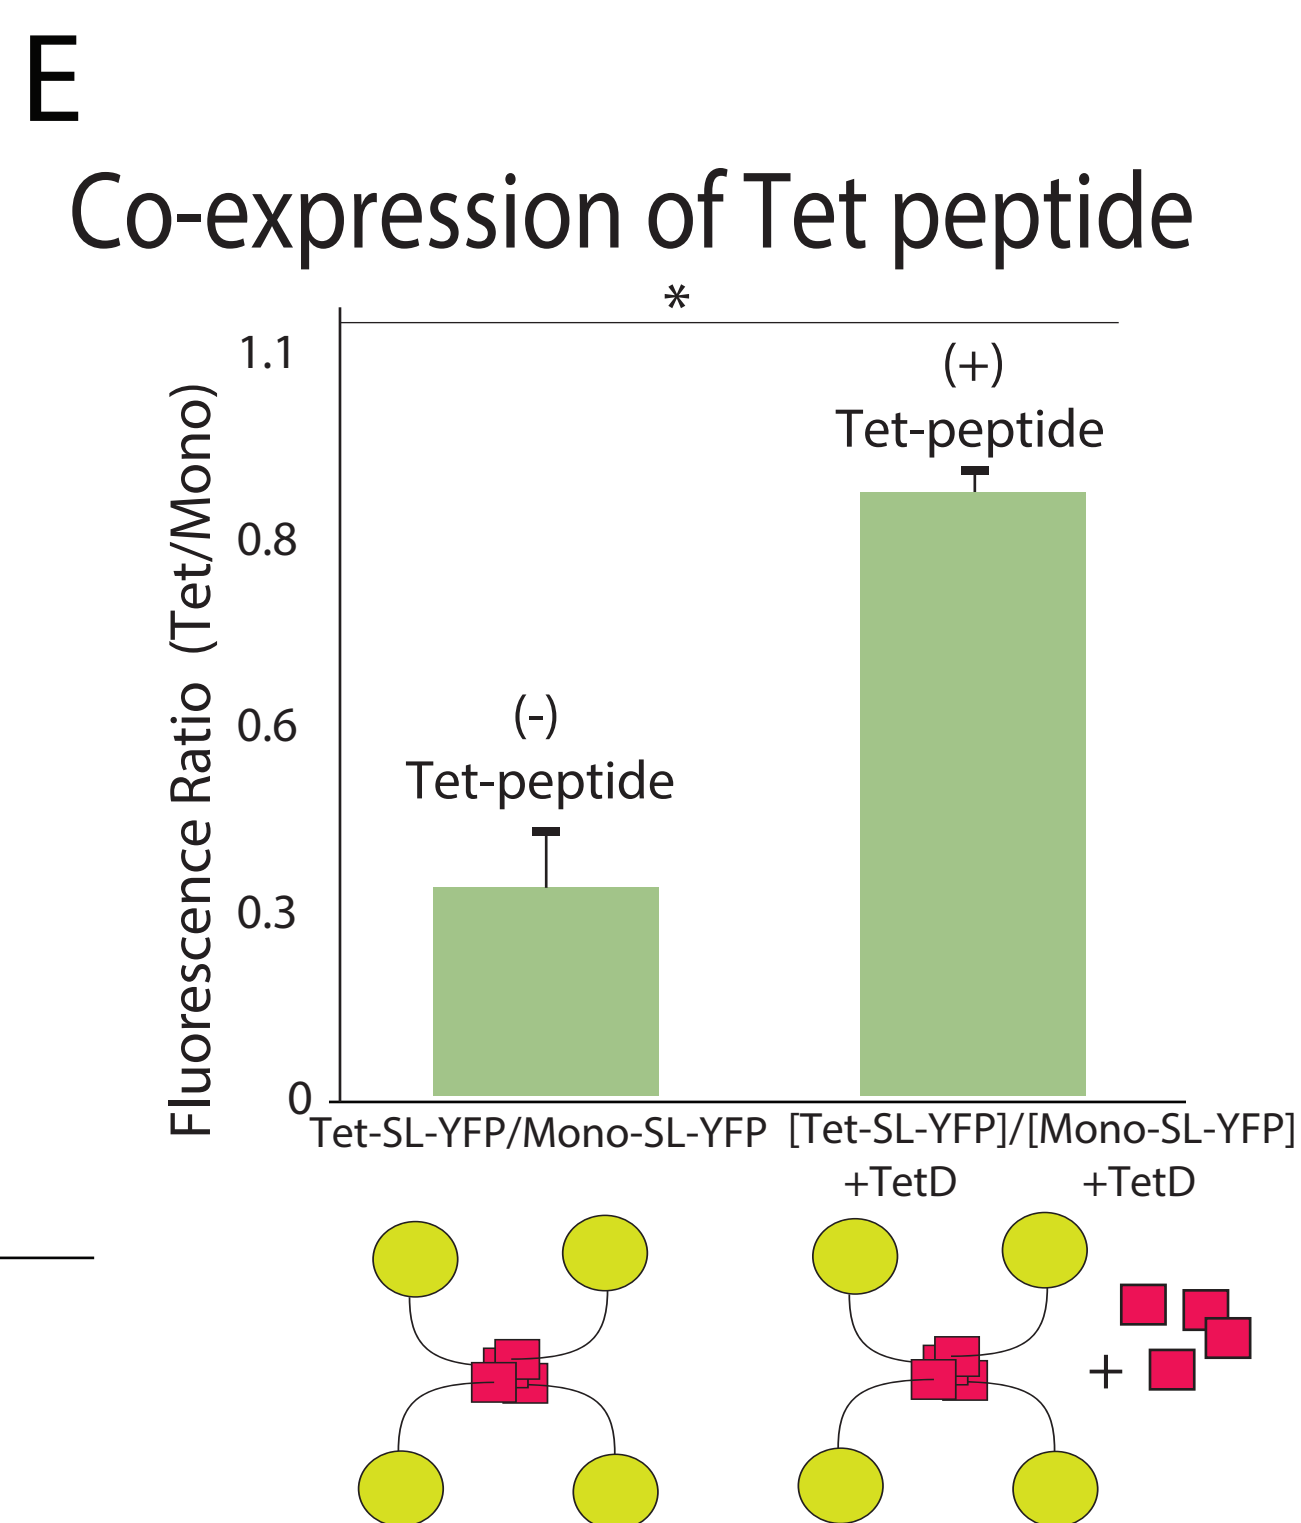 E
Co-expression of Tet peptide
*
1.1
(+)
Tet-peptide
0.8
Fluorescence Ratio (Tet/Mono)
(-)
0.6
Tet-peptide
0.3
0
Tet-SL-YFP/Mono-SL-YFP
[Tet-SL-YFP]/[Mono-SL-YFP]
+TetD +TetD
+